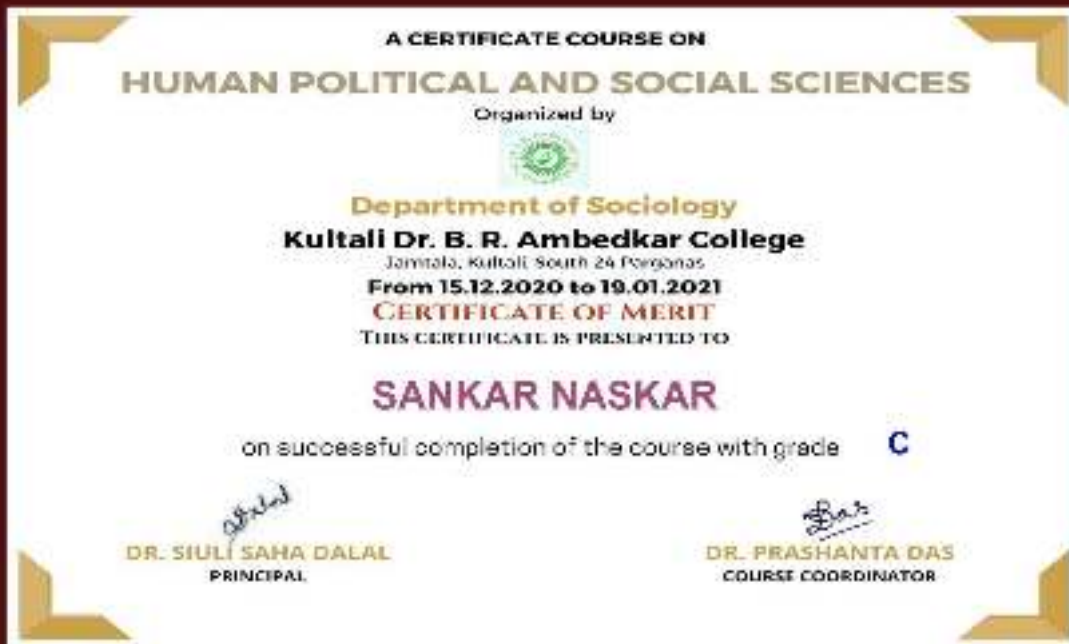 A CERTIFICATE COURSE ON
HUMAN POLITICAL AND SOCIAL SCIENCES
Organized by
Department of Sociology
Kultali Dr. B. R. Ambedkar College
Jamtala, Kultali South 24 Parganas
From 15.12.2020 to 19.01.2021
CERTIFICATE OF MERIT
THIS CERTIFICATE IS PRESENTED TO
SANKAR NASKAR
on successful completion of the course with grade C
Das
DR. SIULI SAHA DALAL
DR. PRASHANTA DAS
PRINCIPAL
COURSE COORDINATOR